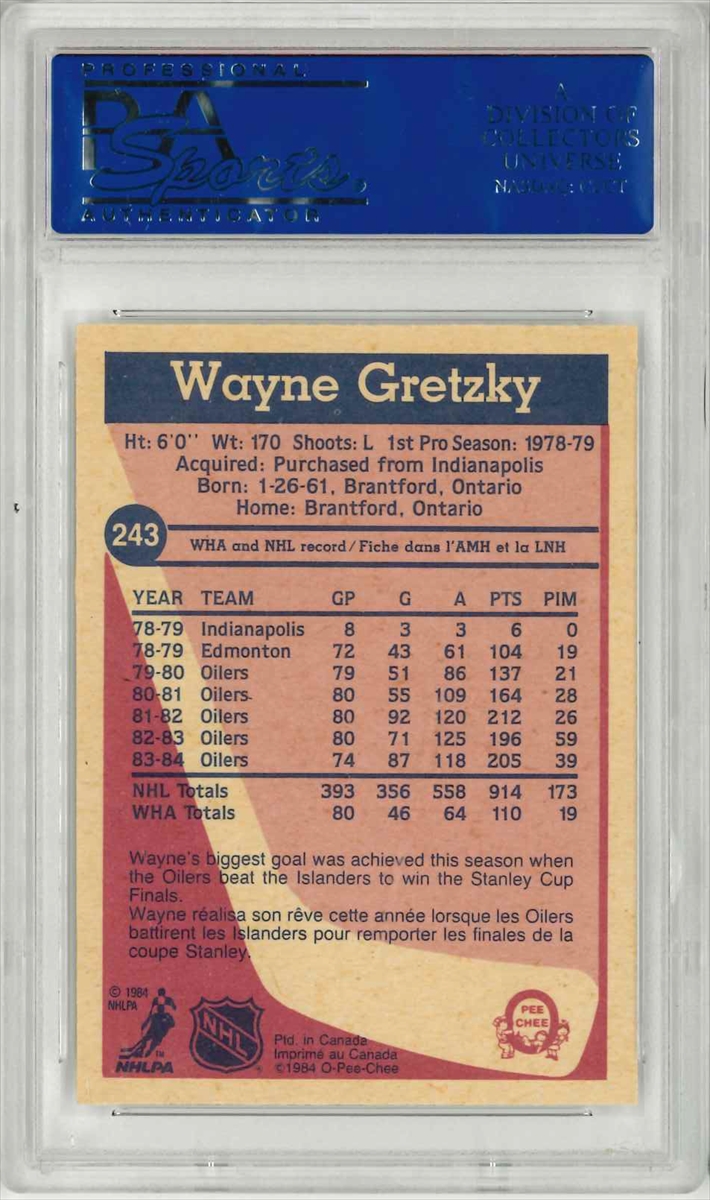 PROFESSIONAL
PSA
Sports.
AUTHENTICATOR
A
DIVISION OF
COLLECTORS
UNIVERSE
NASDAQ: CLCT
Wayne Gretzky
Ht: 6'0'' Wt: 170 Shoots: L 1st Pro Season: 1978-79
Acquired: Purchased from Indianapolis
Born: 1-26-61, Brantford, Ontario
Home: Brantford, Ontario
243
WHA and NHL record/Fiche dans l'AMH et la LNH
YEAR TEAM GP G A PTS PIM
78-79 Indianapolis 8 3 3 6 0
78-79 Edmonton 72 43 61 104 19
79-80 Oilers 79 51 86 137 21
80-81 Oilers 80 55 109 164 28
81-82 Oilers 80 92 120 212 26
82-83 Oilers 80 71 125 196 59
83-84 Oilers 74 87 118 205 39
NHL Totals 393 356 558 914 173
WHA Totals 80 46 64 110 19
Wayne's biggest goal was achieved this season when
the Oilers beat the Islanders to win the Stanley Cup
Finals.
Wayne réalisa son rêve cette année lorsque les Oilers
battirent les Islanders pour remporter les finales de la
coupe Stanley.
© 1984
NHLPA
TM
NHLPA
NHL
Ptd. in Canada
Imprimé au Canada
©1984 O-Pee-Chee
PEE
CHEE